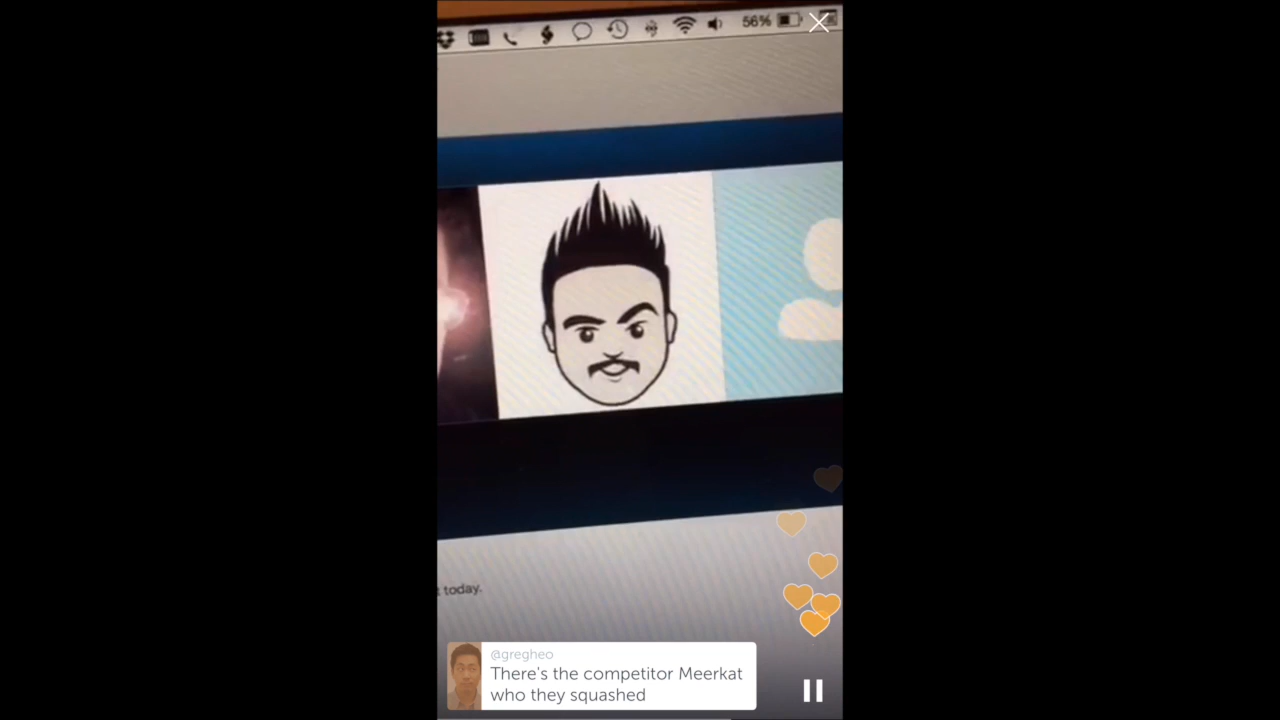 56%
t today.
@gregheo
There's the competitor Meerkat
who they squashed